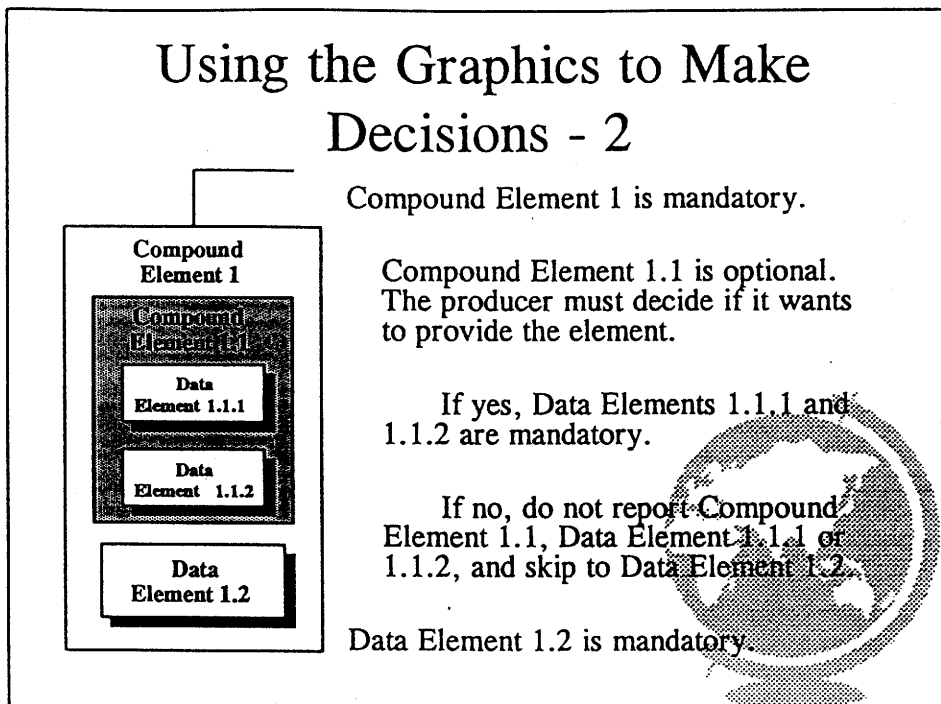 Using the Graphics to Make
Decisions - 2
Compound Element 1 is mandatory.
Compound
Element 1
Compound
Element 1.1
Data
Element 1.1.1
Data
Element 1.1.2
Data
Element 1.2
Compound Element 1.1 is optional.
The producer must decide if it wants
to provide the element.
If yes, Data Elements 1.1.1 and
1.1.2 are mandatory.
If no, do not report Compound
Element 1.1, Data Element 1.1.1 or
1.1.2, and skip to Data Element 1.2.
Data Element 1.2 is mandatory.